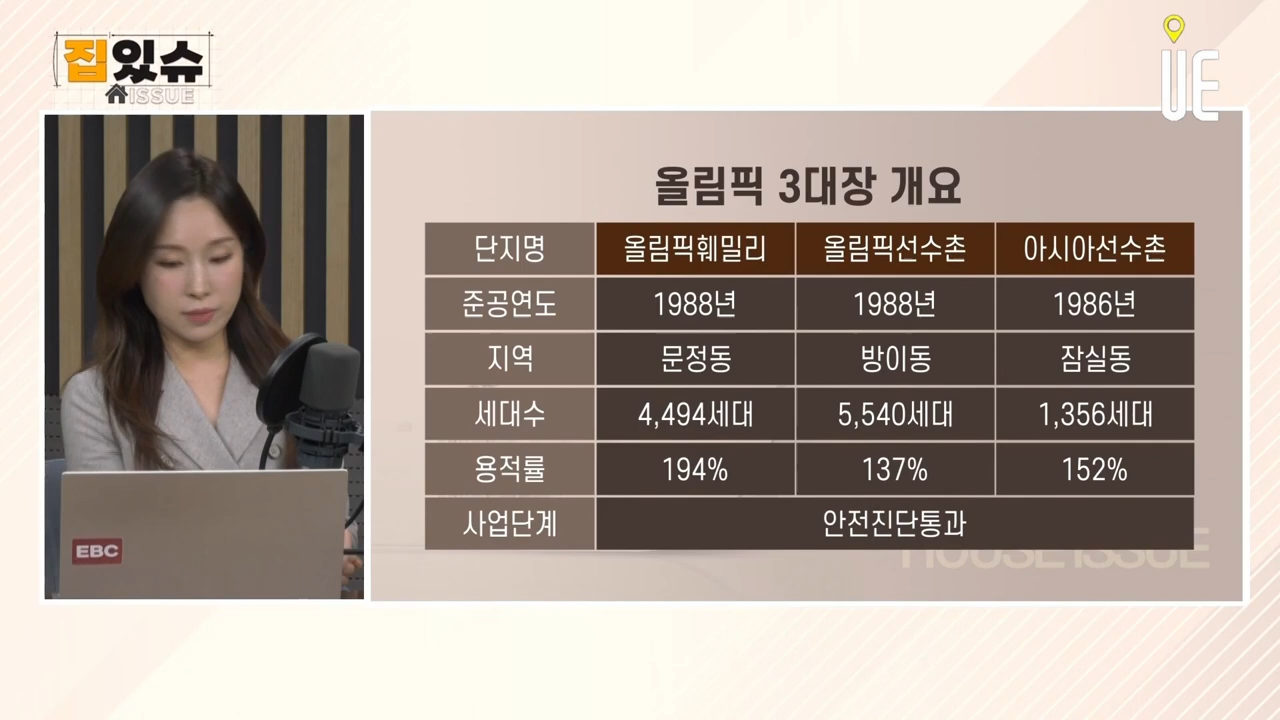 집있슈
ISSUE
UE
올림픽 3대장 개요
단지명 올림픽훼밀리 올림픽선수촌 아시아선수촌
준공연도 1988년 1988년 1986년
지역 문정동 방이동 잠실동
세대수 4,494세대 5,540세대 1,356세대
용적률 194% 137% 152%
사업단계 안전진단통과
HOUSE ISSUE
EBC